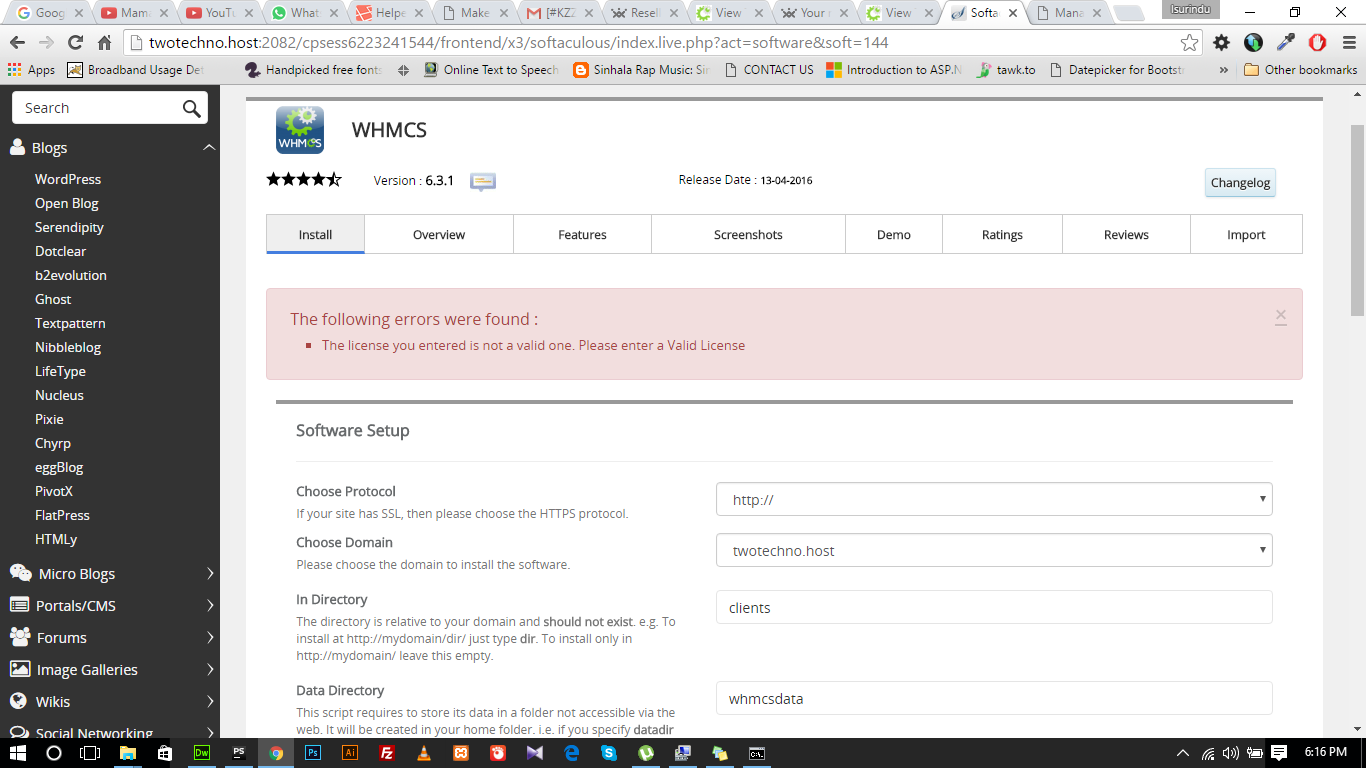 Goog
Mama
YouTu
Whats
Helpe
Make
[#KZZ
Resell
View
Your r
View
Softac
Mana
Isurindu
twotechno.host:2082/cpsess6223241544/frontend/x3/softaculous/index.live.php?act=software&soft=144
Apps
Broadband Usage Det
Handpicked free fonts
Online Text to Speech
Sinhala Rap Music: Sin
CONTACT US
Introduction to ASP.N
tawk.to
Datepicker for Bootstr
»
Other bookmarks
Search
Blogs
WordPress
Open Blog
Serendipity
Dotclear
b2evolution
Ghost
Textpattern
Nibbleblog
LifeType
Nucleus
Pixie
Chyrp
eggBlog
PivotX
FlatPress
HTMLy
Micro Blogs
Portals/CMS
Forums
Image Galleries
Wikis
Social Networking
WHMCS
WHMCS
Version : 6.3.1
Release Date : 13-04-2016
Changelog
Install
Overview
Features
Screenshots
Demo
Ratings
Reviews
Import
The following errors were found :
The license you entered is not a valid one. Please enter a Valid License
Software Setup
Choose Protocol
If your site has SSL, then please choose the HTTPS protocol.
http://
Choose Domain
Please choose the domain to install the software.
twotechno.host
In Directory
The directory is relative to your domain and should not exist. e.g. To
install at http://mydomain/dir/ just type dir. To install only in
http://mydomain/ leave this empty.
clients
Data Directory
This script requires to store its data in a folder not accessible via the
web. It will be created in your home folder. i.e. if you specify datadir
whmcsdata
Dw
PS
Ps
Ai
Fz
6:16 PM